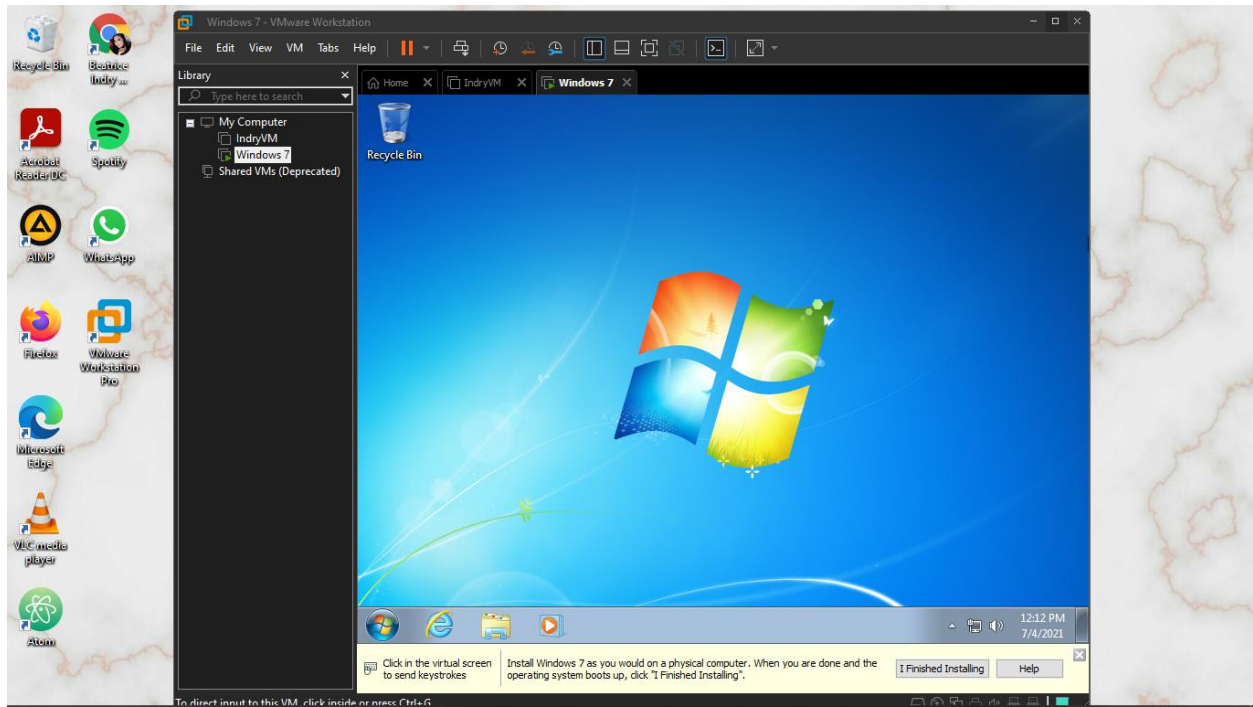 Recycle Bin
Beatrice
Indry ...
Acrobat
Reader DC
Spotify
AIMP
WhatsApp
Firefox
VMware
Workstation
Pro
Microsoft
Edge
VLC media
player
Atom
Windows 7 - VMware Workstation
File Edit View VM Tabs Help
Library
Type here to search
My Computer
IndryVM
Windows 7
Shared VMs (Deprecated)
Home IndryVM Windows 7
Recycle Bin
12:12 PM
7/4/2021
Click in the virtual screen
to send keystrokes
Install Windows 7 as you would on a physical computer. When you are done and the
operating system boots up, click "I Finished Installing".
I Finished Installing
Help
To direct input to this VM, click inside or press Ctrl+G.